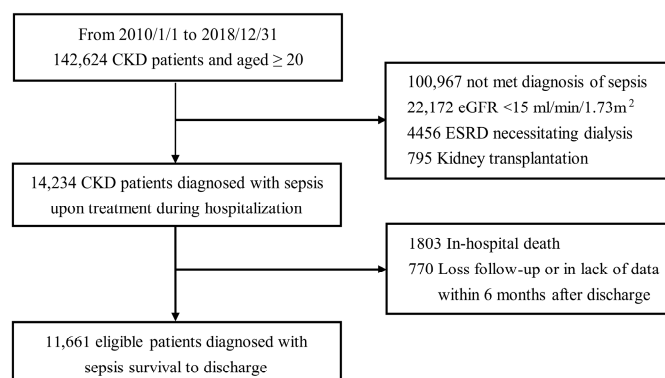 From 2010/1/1 to 2018/12/31
142,624 CKD patients and aged ≥ 20
100,967 not met diagnosis of sepsis
22,172 eGFR <15 ml/min/1.73m²
4456 ESRD necessitating dialysis
795 Kidney transplantation
14,234 CKD patients diagnosed with sepsis
upon treatment during hospitalization
1803 In-hospital death
770 Loss follow-up or in lack of data
within 6 months after discharge
11,661 eligible patients diagnosed with
sepsis survival to discharge